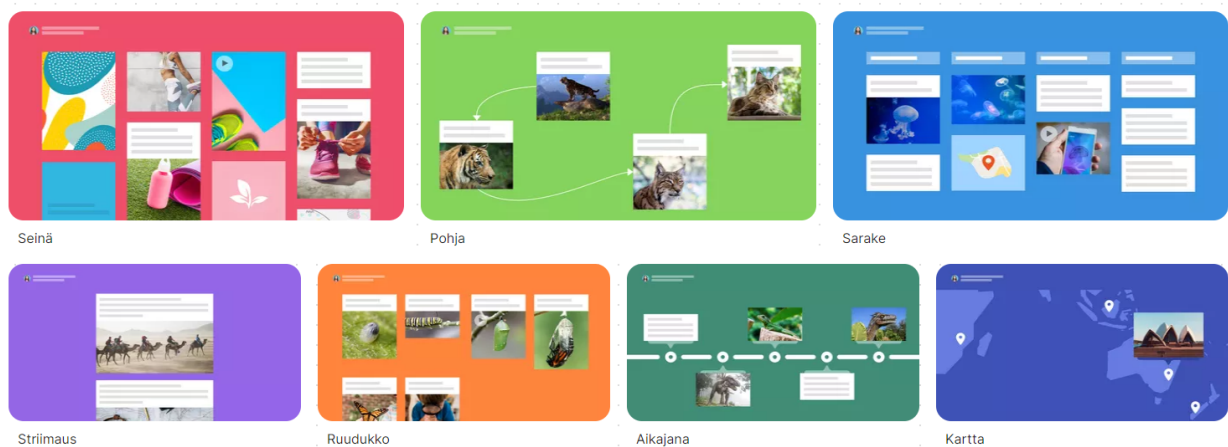 Seinä
Pohja
Sarake
Striimaus
Ruudukko
Aikajana
Kartta